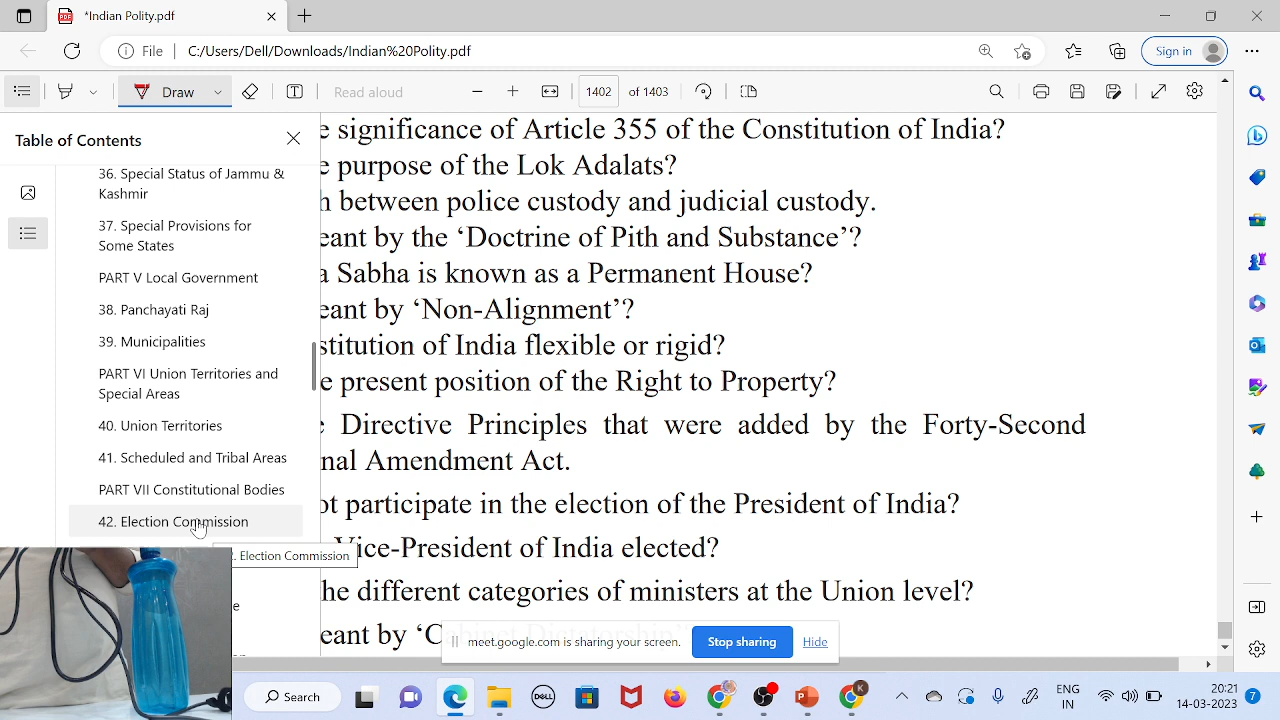 *Indian Polity.pdf
File
C:/Users/Dell/Downloads/Indian%20Polity.pdf
Sign in
Draw
Read aloud
1402
of 1403
Table of Contents
36. Special Status of Jammu &
Kashmir
37. Special Provisions for
Some States
PART V Local Government
38. Panchayati Raj
39. Municipalities
PART VI Union Territories and
Special Areas
40. Union Territories
41. Scheduled and Tribal Areas
PART VII Constitutional Bodies
42. Election Commission
. Election Commission
e
e significance of Article 355 of the Constitution of India?
e purpose of the Lok Adalats?
h between police custody and judicial custody.
eant by the ‘Doctrine of Pith and Substance’?
a Sabha is known as a Permanent House?
eant by ‘Non-Alignment’?
stitution of India flexible or rigid?
e present position of the Right to Property?
e Directive Principles that were added by the Forty-Second
nal Amendment Act.
ot participate in the election of the President of India?
Vice-President of India elected?
he different categories of ministers at the Union level?
eant by ‘C
meet.google.com is sharing your screen.
Stop sharing
Hide
Search
DELL
K
ENG
IN
20:21
14-03-2023
7